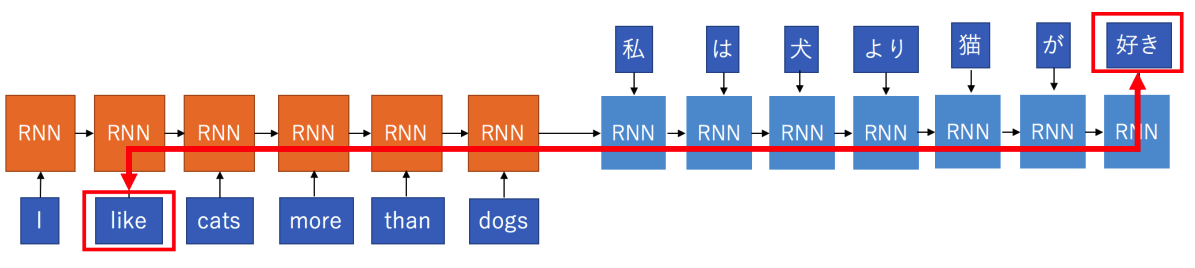 私 は 犬 より 猫 が 好き
RNN RNN RNN RNN RNN RNN RNN RNN RNN RNN RNN RNN RNN
I like cats more than dogs